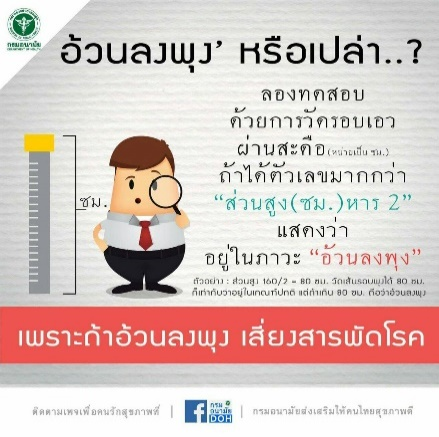 กรมอนามัย
DEPARTMENT OF HEALTH
อ้วนลงพุง' หรือเปล่า..?
ลองทดสอบ
ด้วยการวัดรอบเอว
ผ่านสะดือ(หน่วยเป็น ซม.)
ถ้าได้ตัวเลขมากกว่า
"ส่วนสูง(ซม.)หาร 2"
แสดงว่า
อยู่ในภาวะ "อ้วนลงพุง"
ซม.
ตัวอย่าง : ส่วนสูง 160/2 = 80 ซม. วัดเส้นรอบพุงได้ 80 ซม.
ก็เท่ากับว่าอยู่ในเกณฑ์ปกติ แต่ถ้าเกิน 80 ซม. ถือว่าอ้วนลงพุง
เพราะถ้าอ้วนลงพุง เสี่ยงสารพัดโรค
ติดตามเพจเพื่อคนรักสุขภาพที่ | f กรมอนามัย DOH | กรมอนามัยส่งเสริมให้คนไทยสุขภาพดี